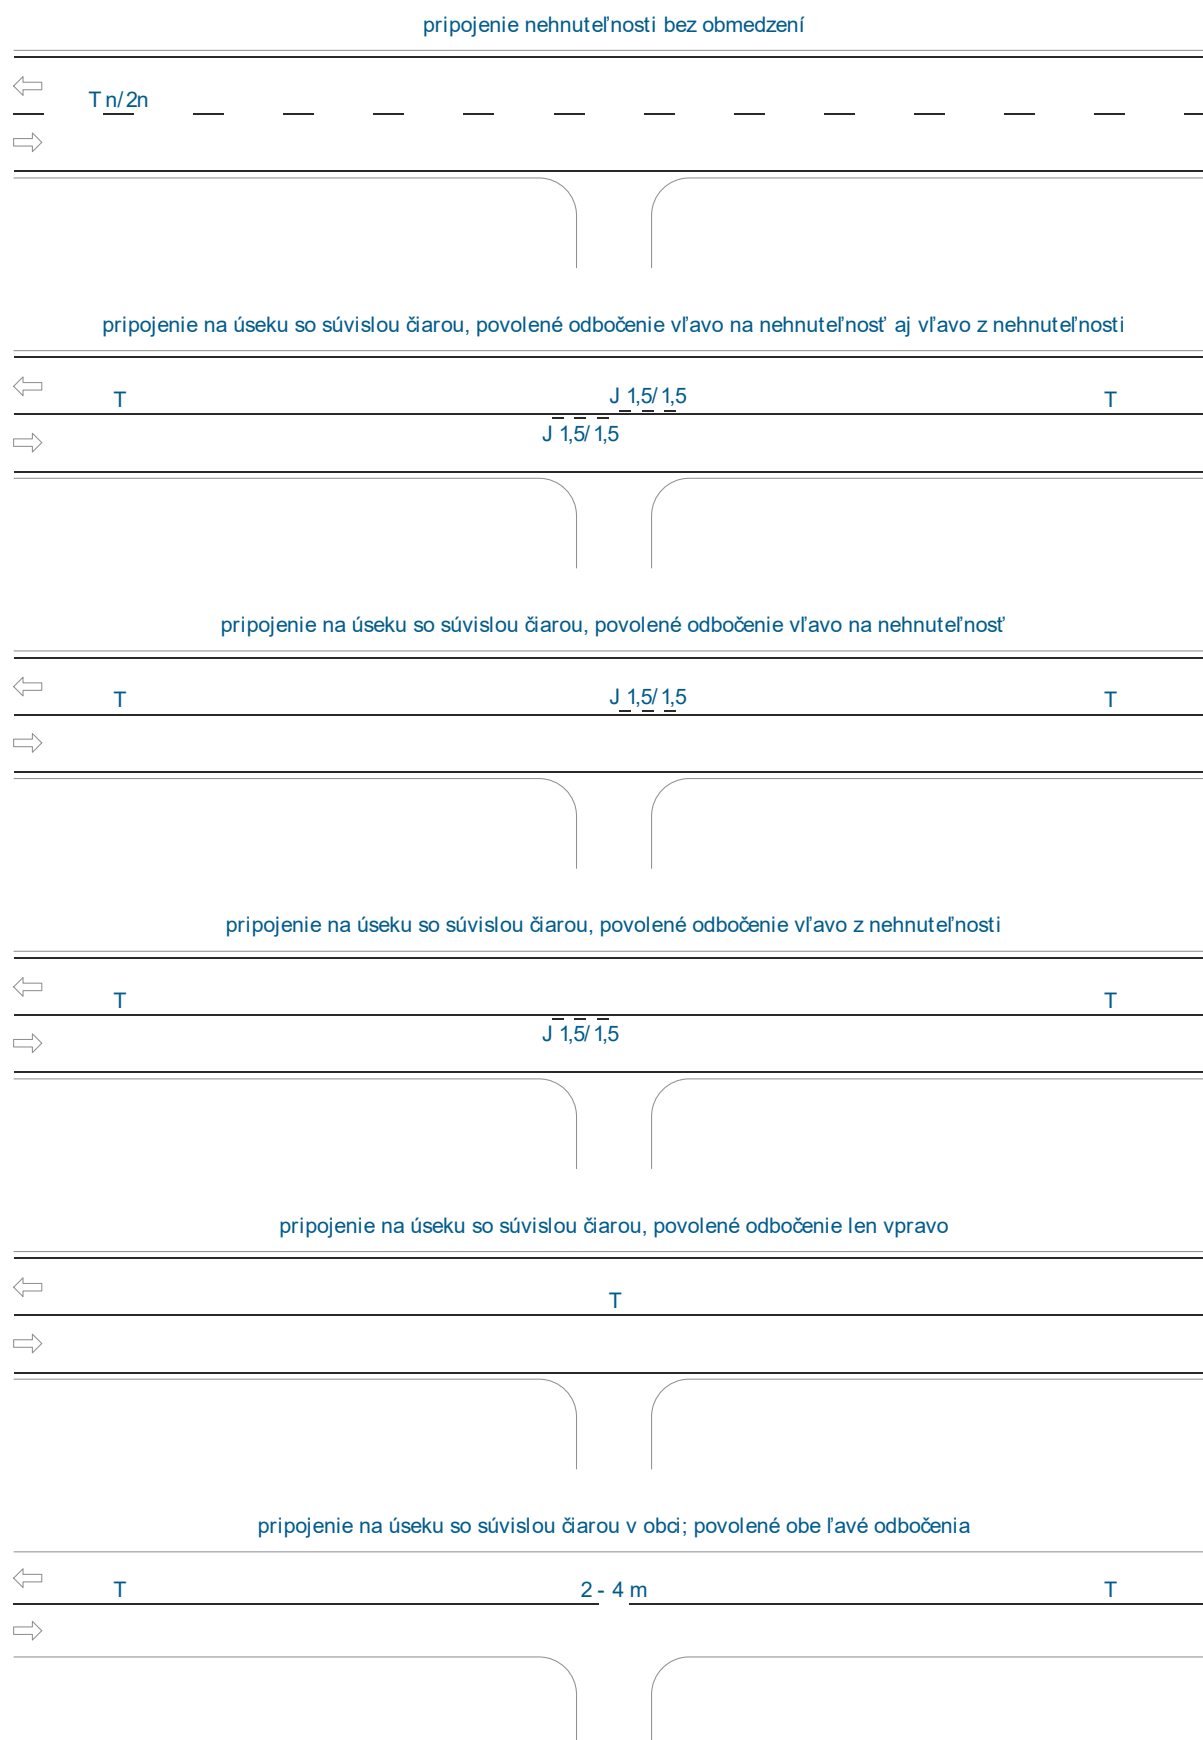 pripojenie nehnuteľnosti bez obmedzení
T n/2n
pripojenie na úseku so súvislou čiarou, povolené odbočenie vľavo na nehnuteľnosť aj vľavo z nehnuteľnosti
T J 1,5/1,5 T
J 1,5/1,5
pripojenie na úseku so súvislou čiarou, povolené odbočenie vľavo na nehnuteľnosť
T J 1,5/1,5 T
pripojenie na úseku so súvislou čiarou, povolené odbočenie vľavo z nehnuteľnosti
T T
J 1,5/1,5
pripojenie na úseku so súvislou čiarou, povolené odbočenie len vpravo
T
pripojenie na úseku so súvislou čiarou v obci; povolené obe ľavé odbočenia
T 2 - 4 m T